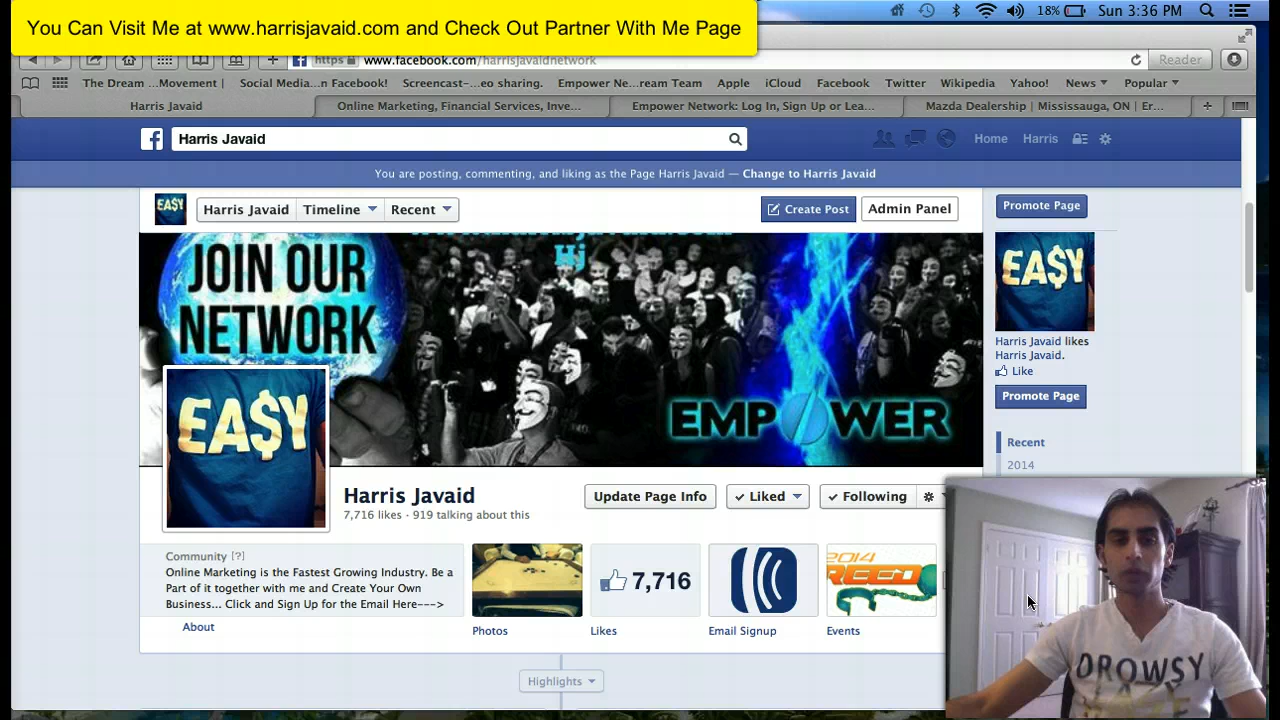 You Can Visit Me at www.harrisjavaid.com and Check Out Partner With Me Page
18%
Sun 3:36 PM
https
www.facebook.com/harrisjavaidnetwork
Reader
The Dream ...Movement |
Social Media...n Facebook!
Screencast-...eo sharing.
Empower Ne...ream Team
Apple
iCloud
Facebook
Twitter
Wikipedia
Yahoo!
News
Popular
Harris Javaid
Online Marketing, Financial Services, Inve...
Empower Network: Log In, Sign Up or Lea...
Mazda Dealership | Mississauga, ON | Er...
Harris Javaid
Home
Harris
You are posting, commenting, and liking as the Page Harris Javaid — Change to Harris Javaid
EA$Y
Harris Javaid
Timeline
Recent
Create Post
Admin Panel
Promote Page
Hj
JOIN OUR
NETWORK
EMPOWER
EA$Y
EA$Y
Harris Javaid likes
Harris Javaid.
Like
Promote Page
Recent
2014
Harris Javaid
7,716 likes · 919 talking about this
Update Page Info
Liked
Following
Community [?]
Online Marketing is the Fastest Growing Industry. Be a
Part of it together with me and Create Your Own
Business... Click and Sign Up for the Email Here--->
About
Photos
7,716
Likes
Email Signup
2014
REED
Events
Highlights
DROWSY